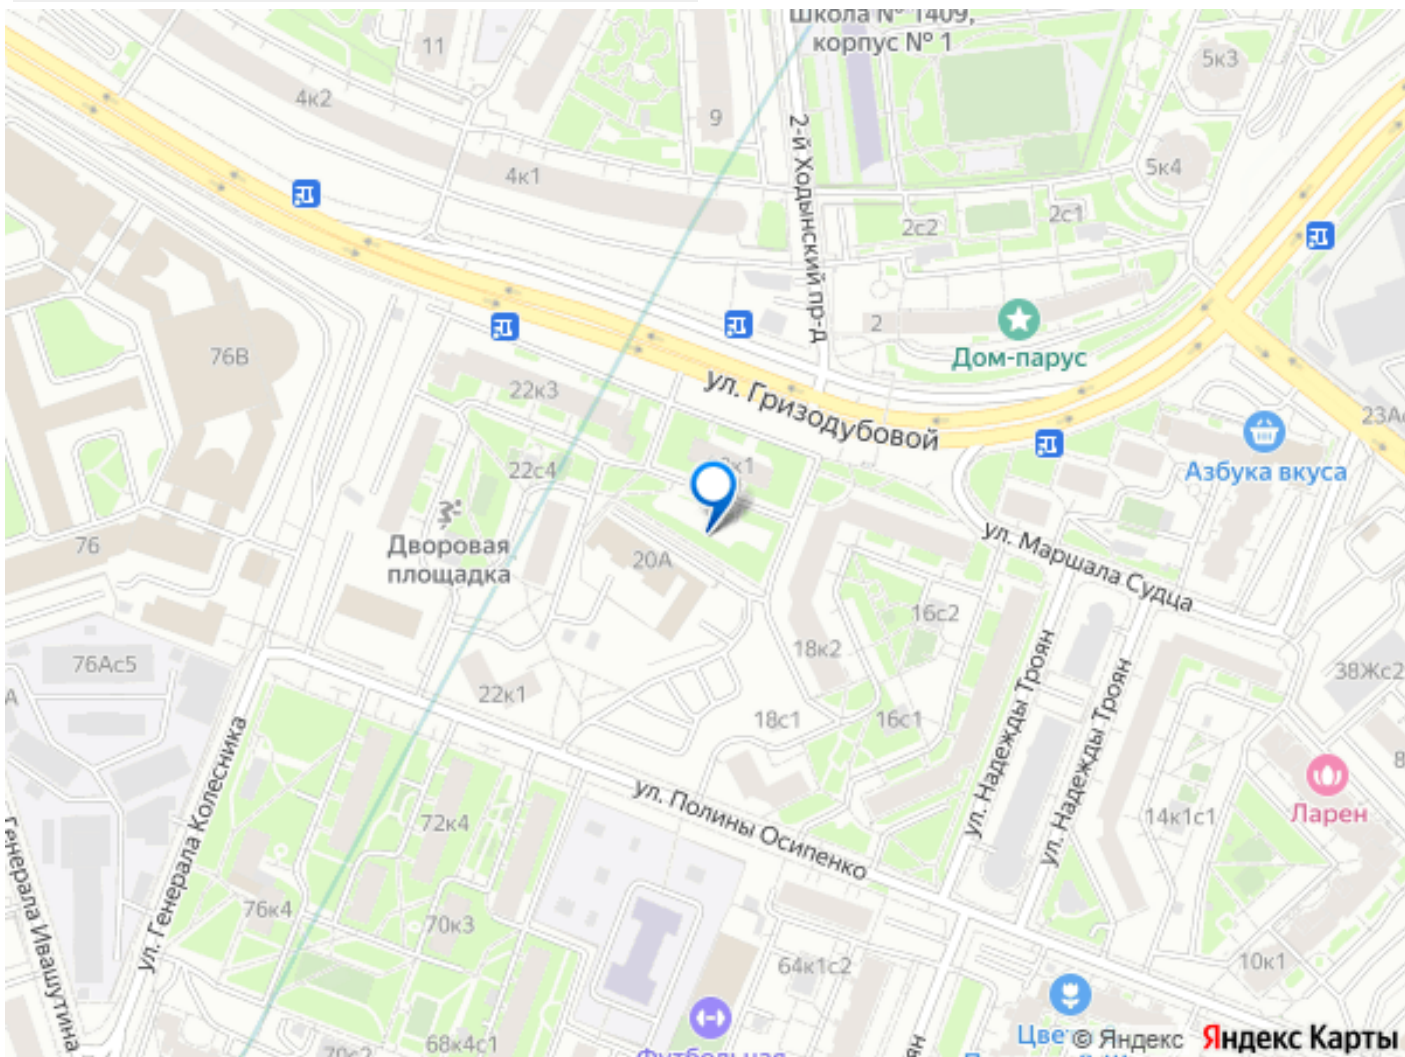 Школа № 1409,
корпус № 1
11
5к3
4к2
9
2-й Ходынский пр-д
5к4
4к1
2с1
2с2
2
76В
Дом-парус
22к3
ул. Гризодубовой
23А
Азбука вкуса
22с4
ул. Маршала Судца
Дворовая
площадка
76
20А
16с2
18к2
76Ас5
38Жс2
22к1
18с1
16с1
ул. Надежды Троян
ул. Надежды Троян
ул. Генерала Колесника
ул. Полины Осипенко
Ларен
72к4
14к1с1
76к4
70к3
Генерала Ивашутина
64к1с2
10к1
68к4с1
70с2
Футбольная
Цве
© Яндекс
Яндекс Карты